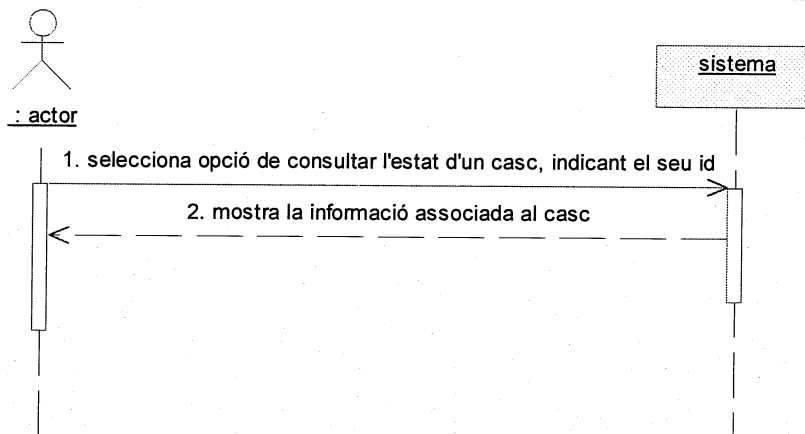 : actor
sistema
1. selecciona opció de consultar l'estat d'un casc, indicant el seu id
2. mostra la informació associada al casc